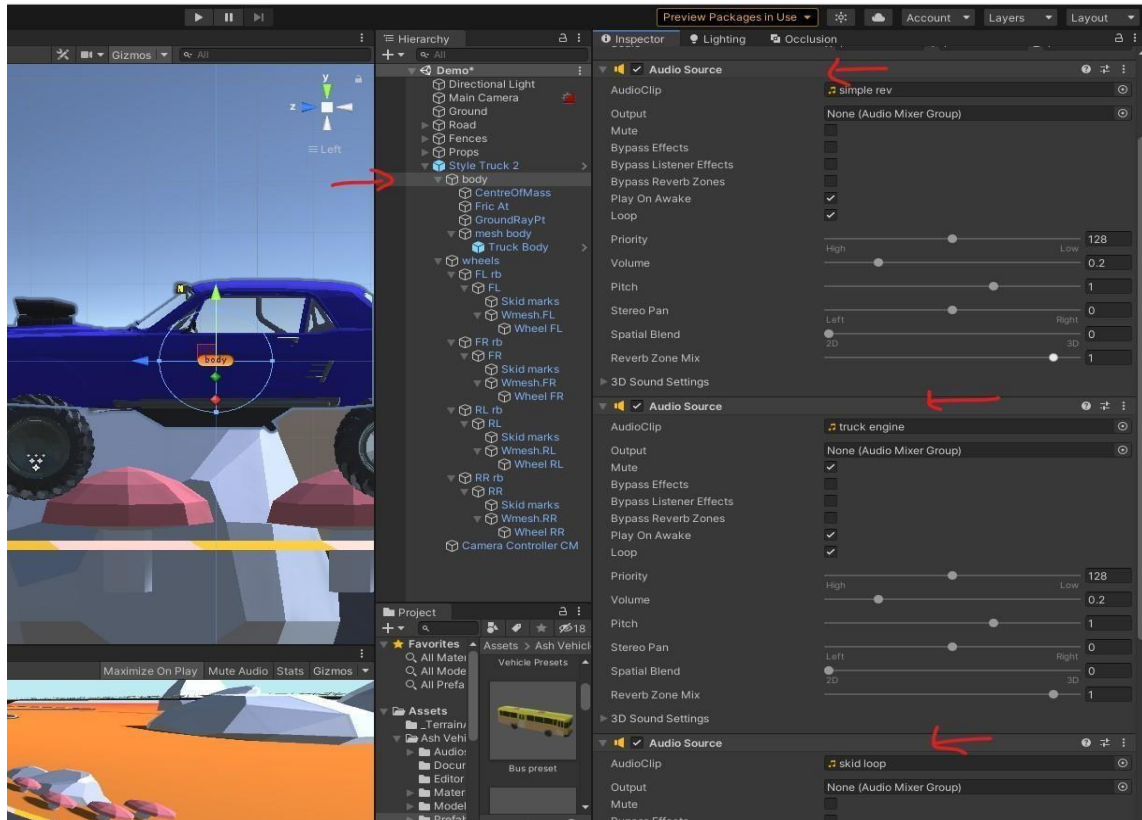 Preview Packages in Use
Account
Layers
Layout
Gizmos
All
y
z
Left
body
N
Maximize On Play
Mute Audio
Stats
Gizmos
Hierarchy
All
Demo*
Directional Light
Main Camera
Ground
Road
Fences
Props
Style Truck 2
body
CentreOfMass
Fric At
GroundRayPt
mesh body
Truck Body
wheels
FL rb
FL
Skid marks
Wmesh.FL
Wheel FL
FR rb
FR
Skid marks
Wmesh.FR
Wheel FR
RL rb
RL
Skid marks
Wmesh.RL
Wheel RL
RR rb
RR
Skid marks
Wmesh.RR
Wheel RR
Camera Controller CM
Project
18
Favorites
All Mater
All Mode
All Prefa
Assets
_Terrain
Ash Vehi
Audio
Docur
Editor
Mater
Model
Prefab
Assets > Ash Vehicl
Vehicle Presets
Bus preset
Inspector
Lighting
Occlusion
Audio Source
AudioClip simple rev
Output None (Audio Mixer Group)
Mute
Bypass Effects
Bypass Listener Effects
Bypass Reverb Zones
Play On Awake
Loop
Priority 128
High Low
Volume 0.2
Pitch 1
Stereo Pan 0
Left Right
Spatial Blend 0
2D 3D
Reverb Zone Mix 1
3D Sound Settings
Audio Source
AudioClip truck engine
Output None (Audio Mixer Group)
Mute
Bypass Effects
Bypass Listener Effects
Bypass Reverb Zones
Play On Awake
Loop
Priority 128
High Low
Volume 0.2
Pitch 1
Stereo Pan 0
Left Right
Spatial Blend 0
2D 3D
Reverb Zone Mix 1
3D Sound Settings
Audio Source
AudioClip skid loop
Output None (Audio Mixer Group)
Mute